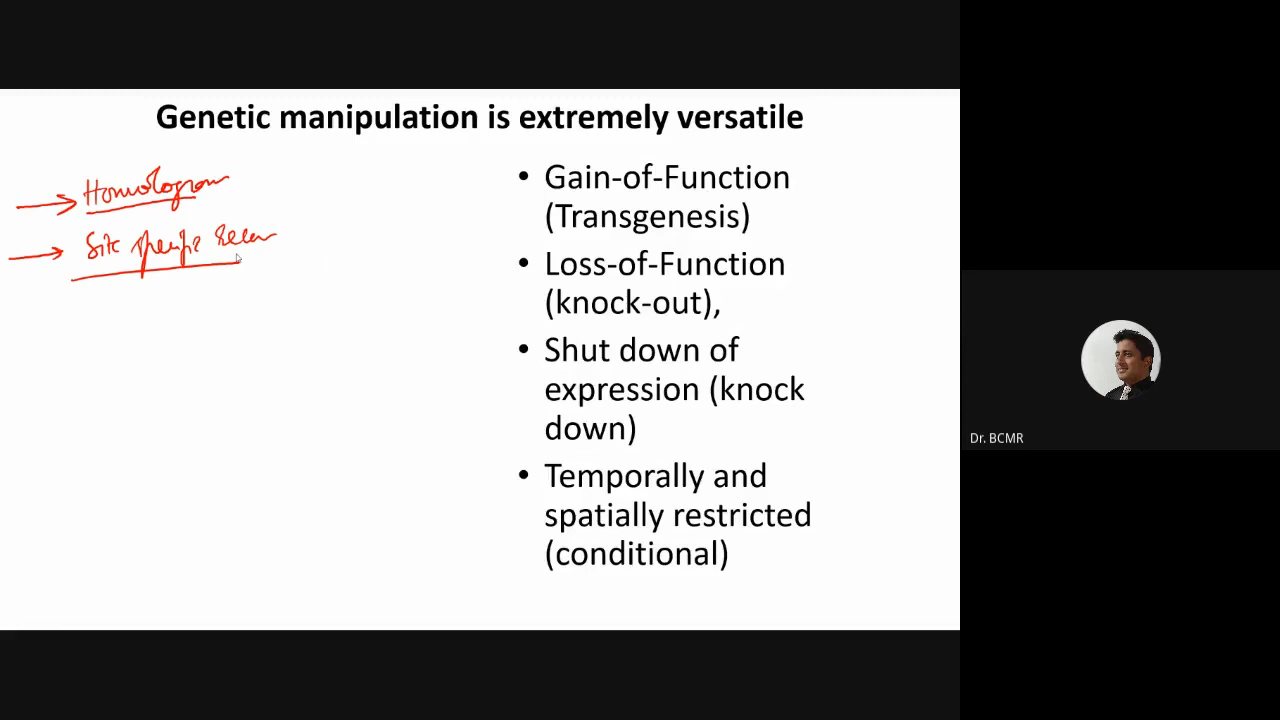 Genetic manipulation is extremely versatile
Homologous
Site specific Recom
• Gain-of-Function
(Transgenesis)
• Loss-of-Function
(knock-out),
• Shut down of
expression (knock
down)
• Temporally and
spatially restricted
(conditional)
Dr. BCMR